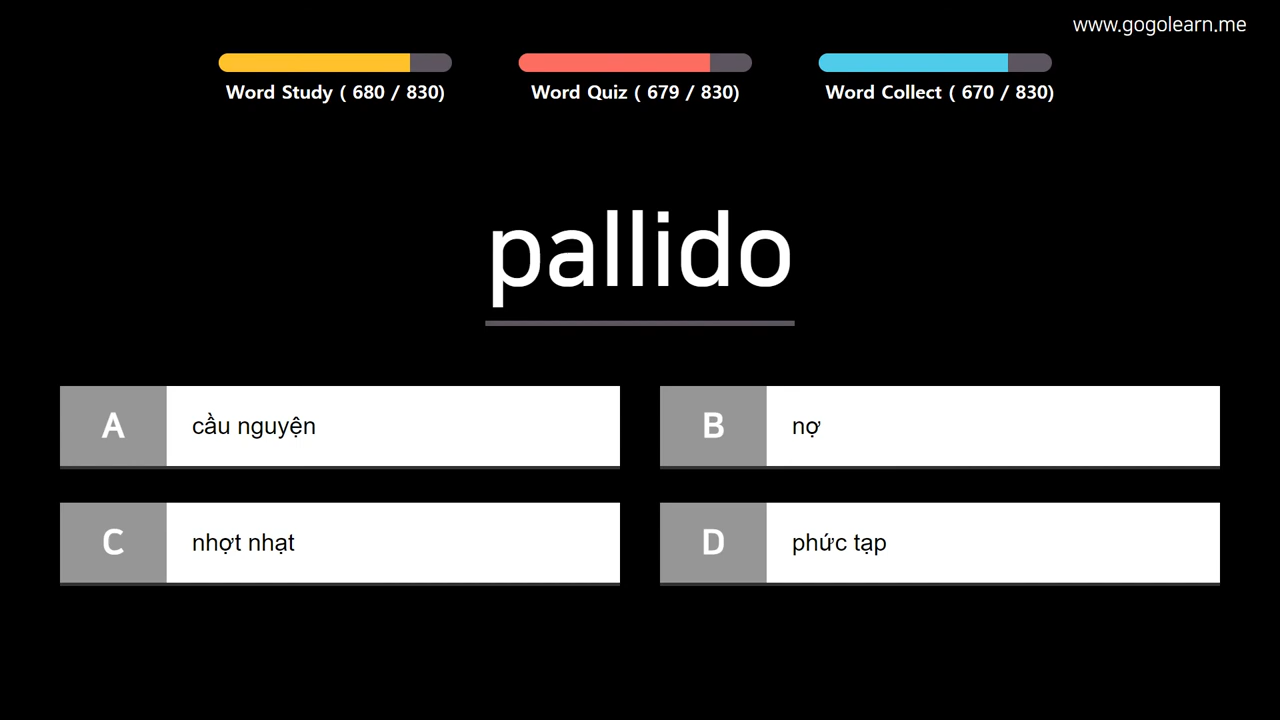 www.gogolearn.me
Word Study ( 680 / 830)
Word Quiz ( 679 / 830)
Word Collect ( 670 / 830)
pallido
A cầu nguyện
B nợ
C nhợt nhạt
D phức tạp